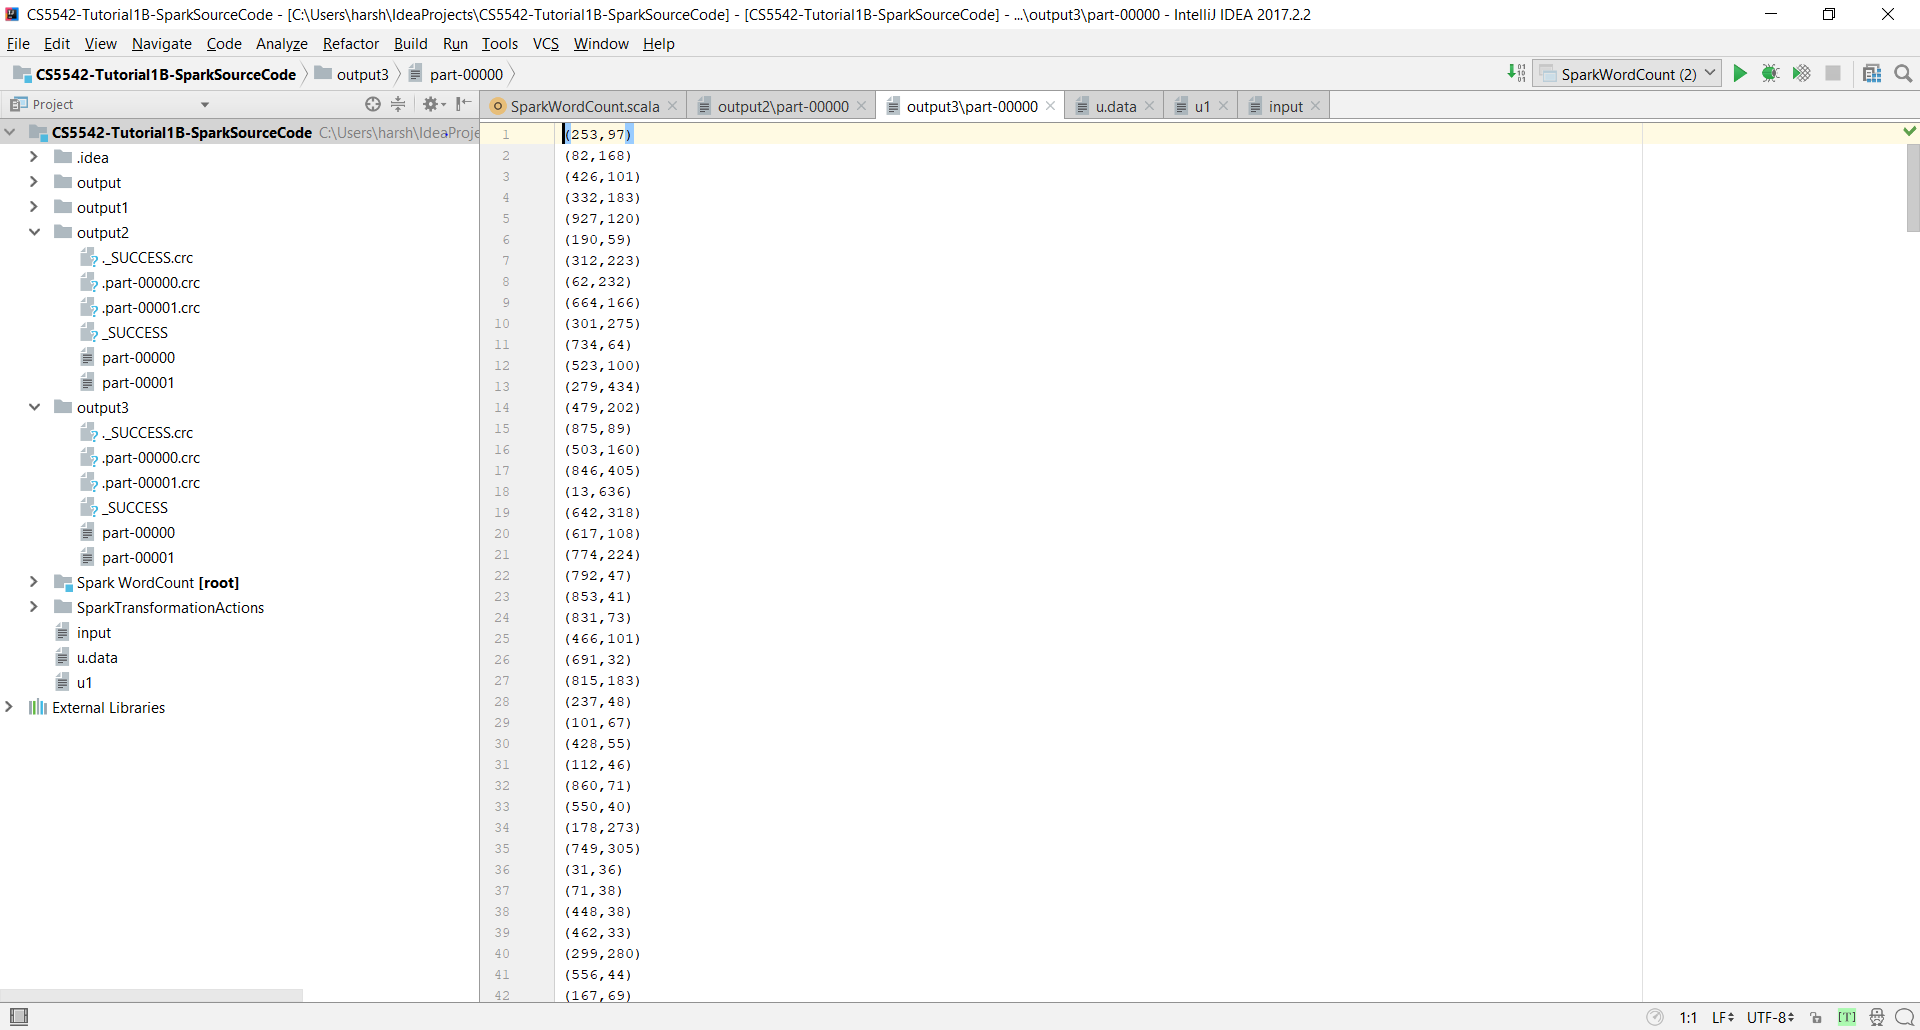 CS5542-Tutorial1B-SparkSourceCode - [C:\Users\harsh\IdeaProjects\CS5542-Tutorial1B-SparkSourceCode] - [CS5542-Tutorial1B-SparkSourceCode] - ...\output3\part-00000 - IntelliJ IDEA 2017.2.2
File Edit View Navigate Code Analyze Refactor Build Run Tools VCS Window Help
CS5542-Tutorial1B-SparkSourceCode output3 part-00000 SparkWordCount (2)
Project SparkWordCount.scala output2\part-00000 output3\part-00000 u.data u1 input
CS5542-Tutorial1B-SparkSourceCode C:\Users\harsh\IdeaProje
.idea
output
output1
output2
._SUCCESS.crc
.part-00000.crc
.part-00001.crc
_SUCCESS
part-00000
part-00001
output3
._SUCCESS.crc
.part-00000.crc
.part-00001.crc
_SUCCESS
part-00000
part-00001
Spark WordCount [root]
SparkTransformationActions
input
u.data
u1
External Libraries
1 (253,97)
2 (82,168)
3 (426,101)
4 (332,183)
5 (927,120)
6 (190,59)
7 (312,223)
8 (62,232)
9 (664,166)
10 (301,275)
11 (734,64)
12 (523,100)
13 (279,434)
14 (479,202)
15 (875,89)
16 (503,160)
17 (846,405)
18 (13,636)
19 (642,318)
20 (617,108)
21 (774,224)
22 (792,47)
23 (853,41)
24 (831,73)
25 (466,101)
26 (691,32)
27 (815,183)
28 (237,48)
29 (101,67)
30 (428,55)
31 (112,46)
32 (860,71)
33 (550,40)
34 (178,273)
35 (749,305)
36 (31,36)
37 (71,38)
38 (448,38)
39 (462,33)
40 (299,280)
41 (556,44)
42 (167,69)
1:1 LF UTF-8 [T]